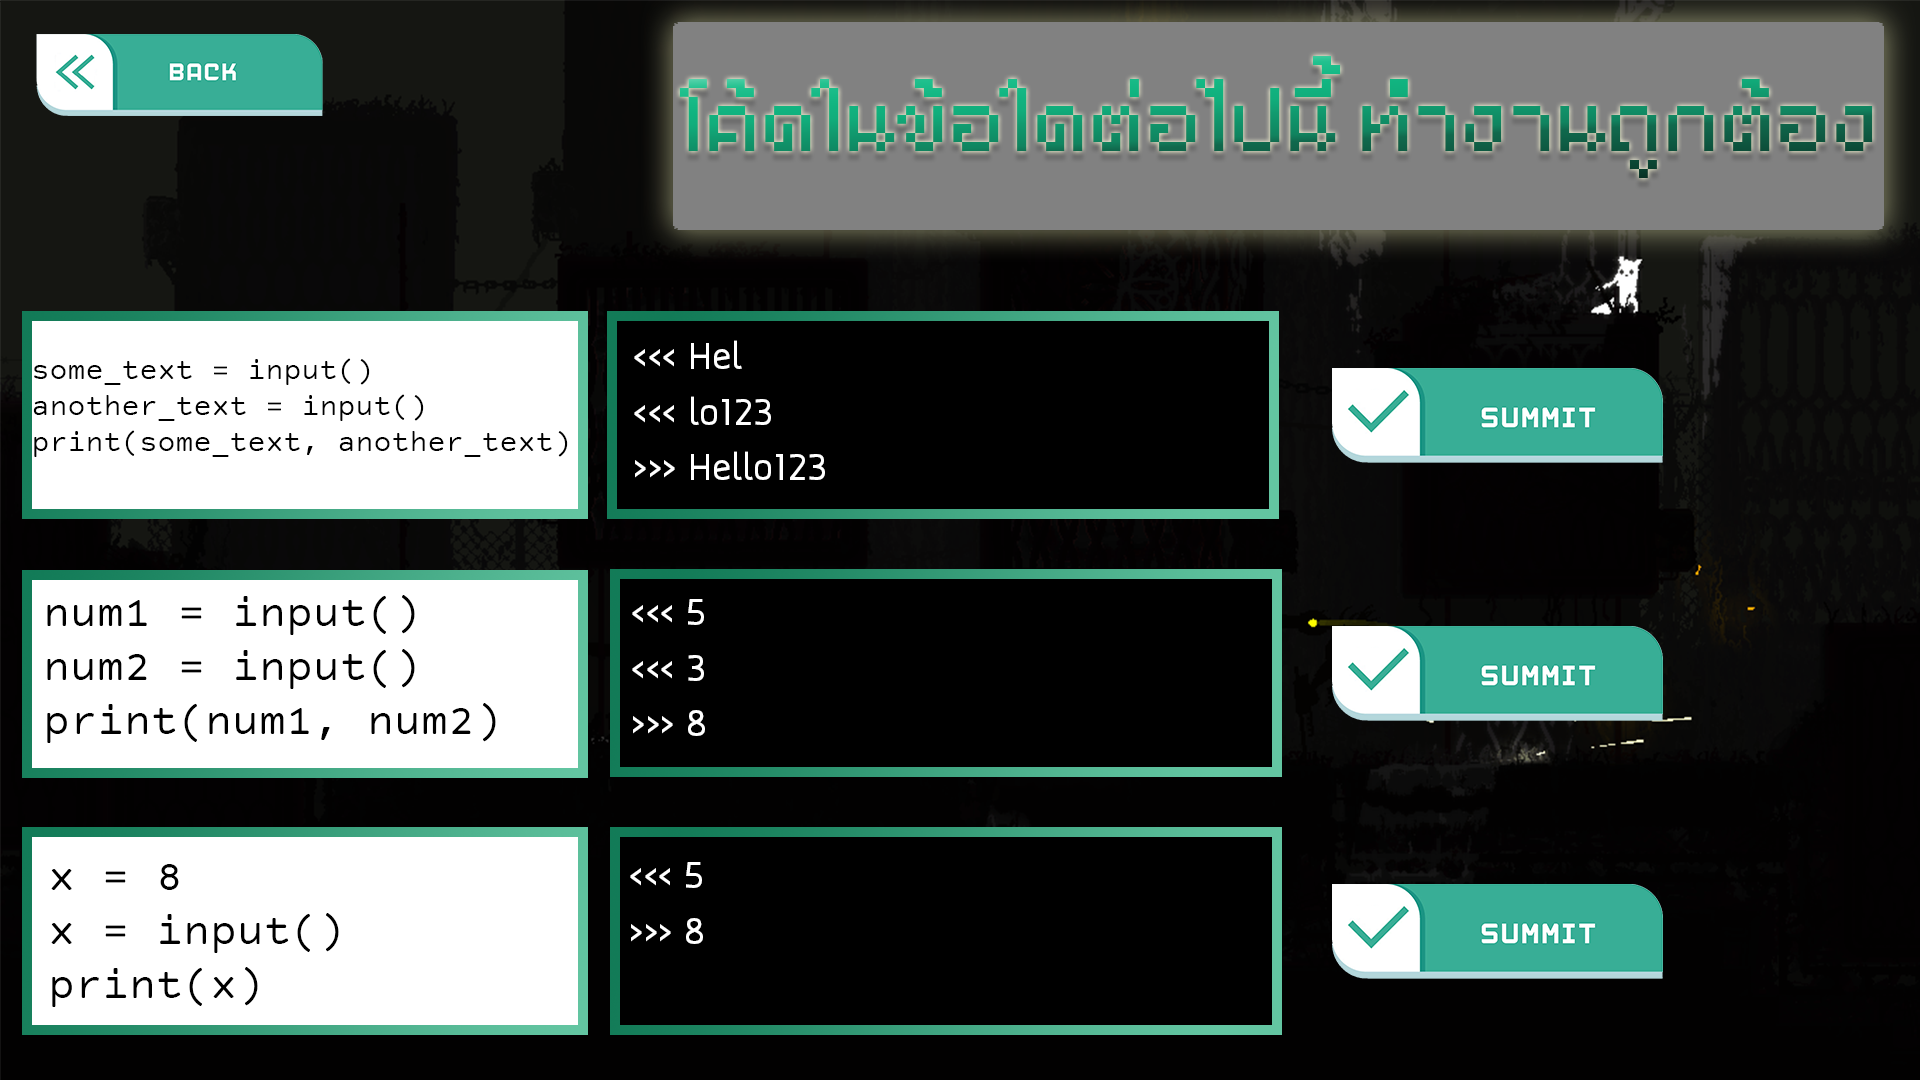 BACK
โค้ดในข้อใดต่อไปนี้ ทำงานถูกต้อง
some_text = input()
another_text = input()
print(some_text, another_text)
<<< Hel
<<< lo123
>>> Hello123
SUMMIT
num1 = input()
num2 = input()
print(num1, num2)
<<< 5
<<< 3
>>> 8
SUMMIT
x = 8
x = input()
print(x)
<<< 5
>>> 8
SUMMIT